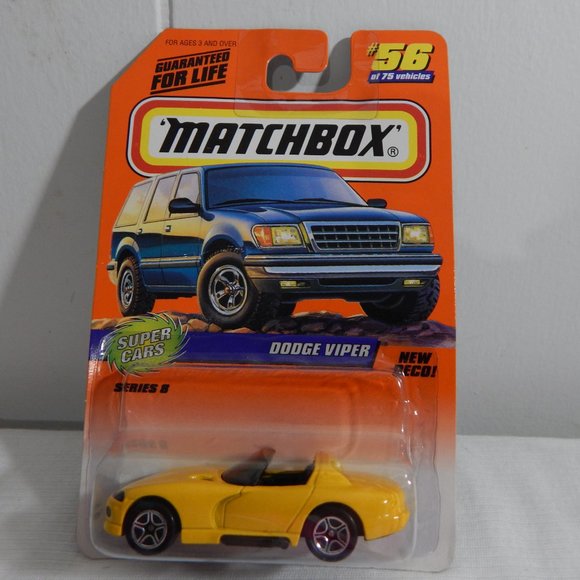 FOR AGES 3 AND OVER
GUARANTEED
FOR LIFE
#56
of 75 vehicles
'MATCHBOX'®
SUPER
CARS
DODGE VIPER
NEW
DECO!
SERIES 8